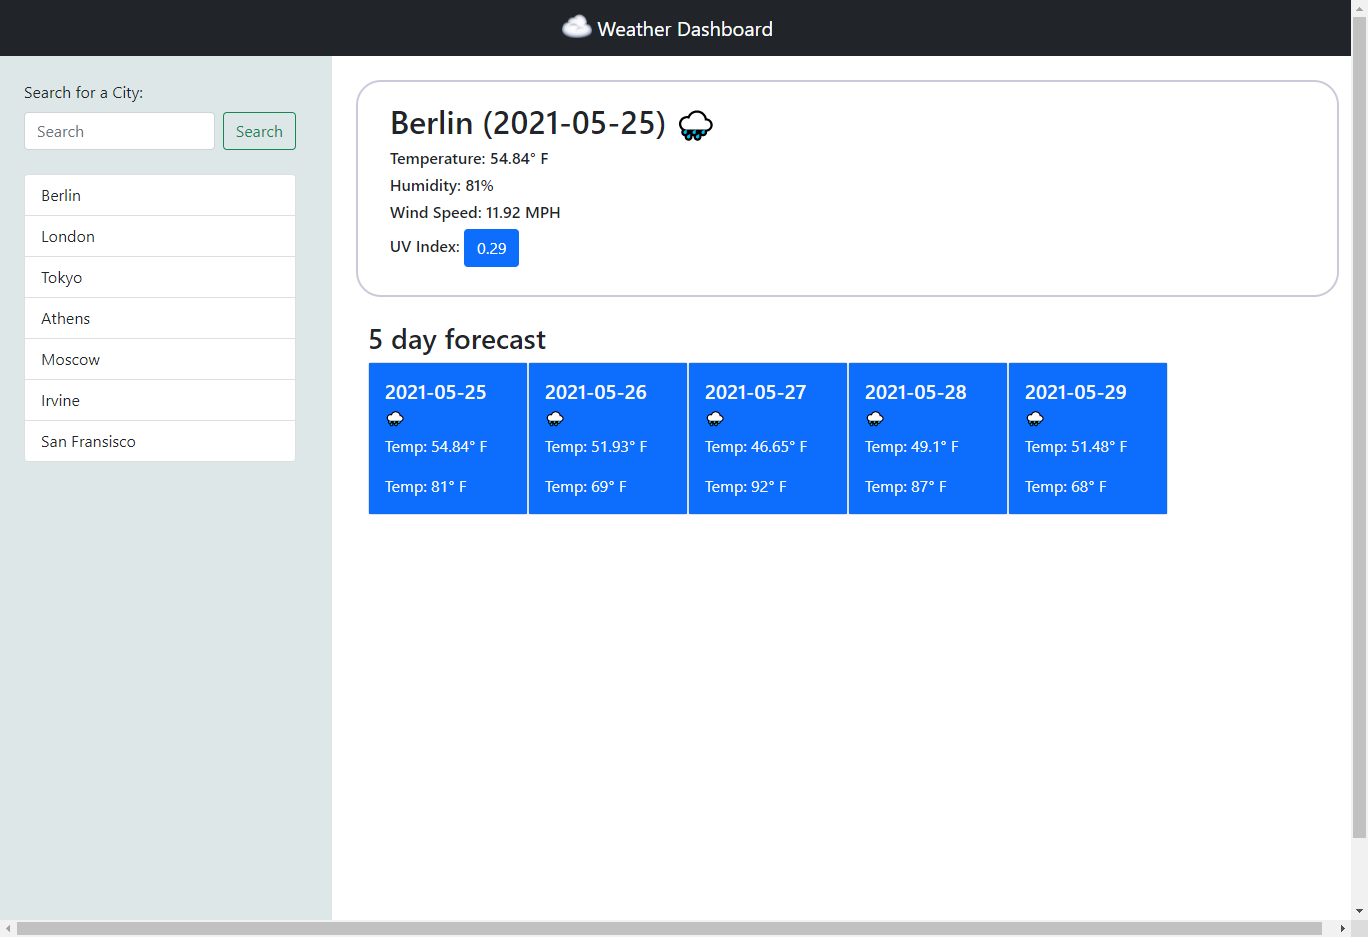 Weather Dashboard
Search for a City:
Search Search
Berlin
London
Tokyo
Athens
Moscow
Irvine
San Fransisco
Berlin (2021-05-25)
Temperature: 54.84° F
Humidity: 81%
Wind Speed: 11.92 MPH
UV Index: 0.29
5 day forecast
2021-05-25
Temp: 54.84° F
Temp: 81° F
2021-05-26
Temp: 51.93° F
Temp: 69° F
2021-05-27
Temp: 46.65° F
Temp: 92° F
2021-05-28
Temp: 49.1° F
Temp: 87° F
2021-05-29
Temp: 51.48° F
Temp: 68° F